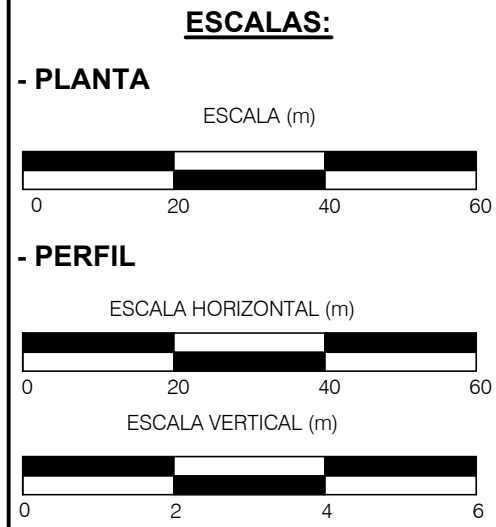 ESCALAS:
- PLANTA
ESCALA (m)
0 20 40 60
- PERFIL
ESCALA HORIZONTAL (m)
0 20 40 60
ESCALA VERTICAL (m)
0 2 4 6